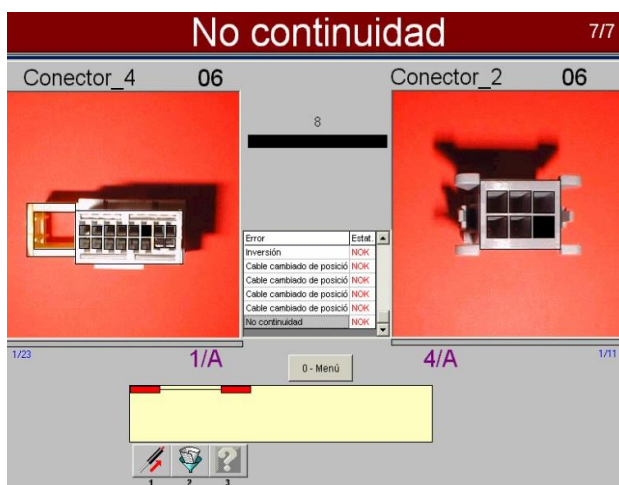 No continuidad
7/7
Conector_4 06
Conector_2 06
8
Error Estat.
Inversión NOK
Cable cambiado de posició NOK
Cable cambiado de posició NOK
Cable cambiado de posició NOK
Cable cambiado de posició NOK
No continuidad NOK
1/23
1/A
4/A
1/11
0 - Menú
1 2 3